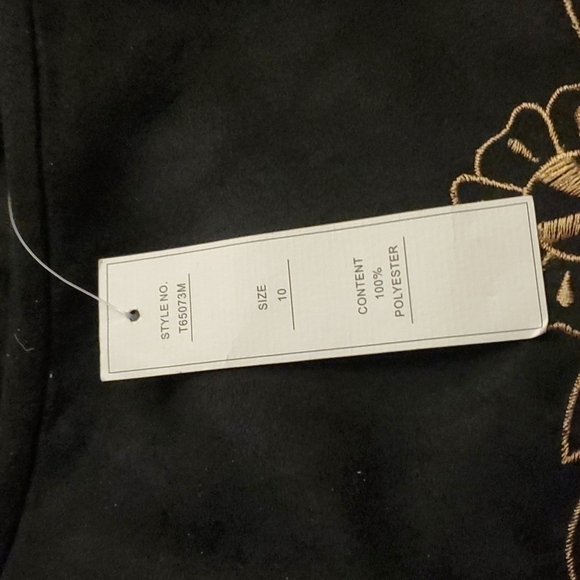 STYLE NO.
T65073M
SIZE
10
CONTENT
100%
POLYESTER